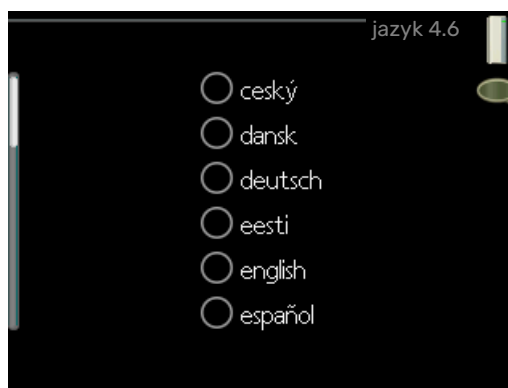 jazyk 4.6
ceský
dansk
deutsch
eesti
english
español